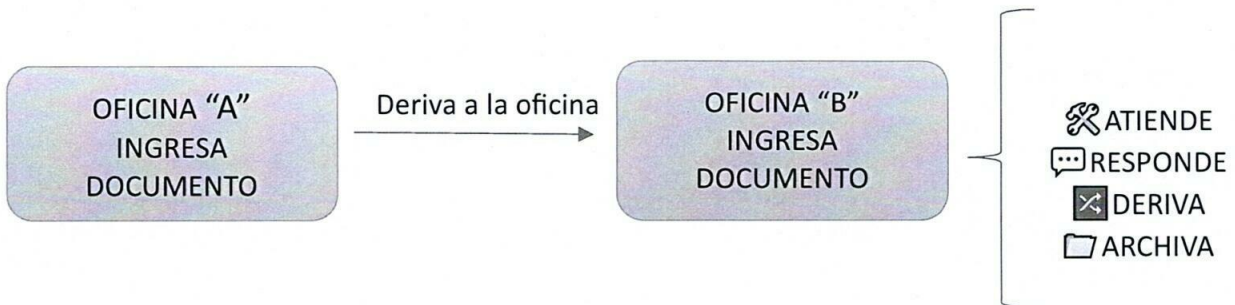 OFICINA “A”
INGRESA
DOCUMENTO
Deriva a la oficina
OFICINA “B”
INGRESA
DOCUMENTO
ATIENDE
RESPONDE
DERIVA
ARCHIVA